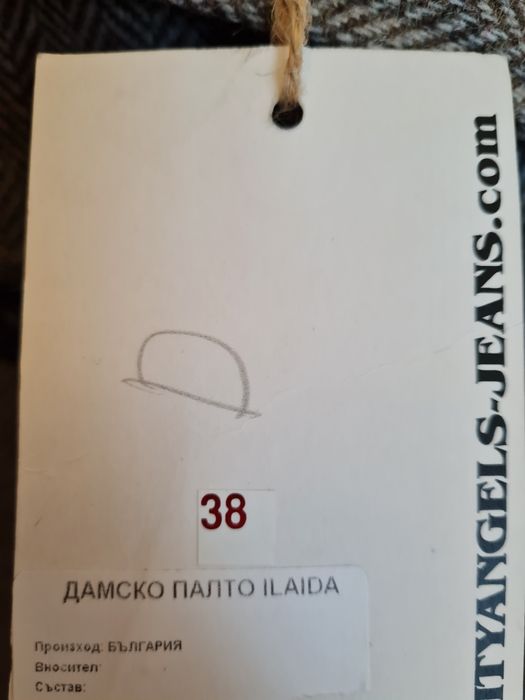 38
ДАМСКО ПАЛТО ILAIDA
Произход: БЪЛГАРИЯ
Вносител
Състав:
ITYANGELS-JEANS.com